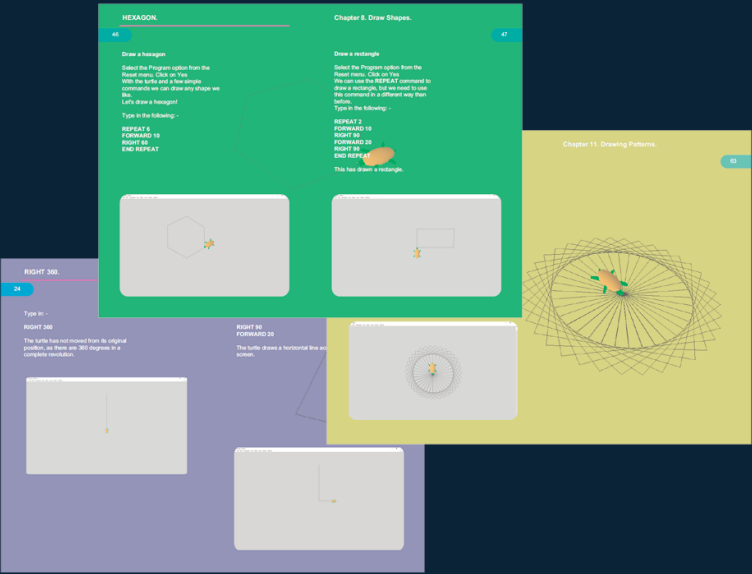 HEXAGON.
46
Draw a hexagon
Select the Program option from the
Reset menu. Click on Yes
With the turtle and a few simple
commands we can draw any shape we
like.
Let's draw a hexagon!
Type in the following: -
REPEAT 6
FORWARD 10
RIGHT 60
END REPEAT
Chapter 8. Draw Shapes.
47
Draw a rectangle
Select the Program option from the
Reset menu. Click on Yes
We can use the REPEAT command to
draw a rectangle, but we need to use
this command in a different way than
before.
Type in the following: -
REPEAT 2
FORWARD 10
RIGHT 90
FORWARD 20
RIGHT 90
END REPEAT
This has drawn a rectangle.
Chapter 11. Drawing Patterns.
63
RIGHT 360.
24
Type in: -
RIGHT 360
The turtle has not moved from its original
position, as there are 360 degrees in a
complete revolution.
RIGHT 90
FORWARD 20
The turtle draws a horizontal line
screen.